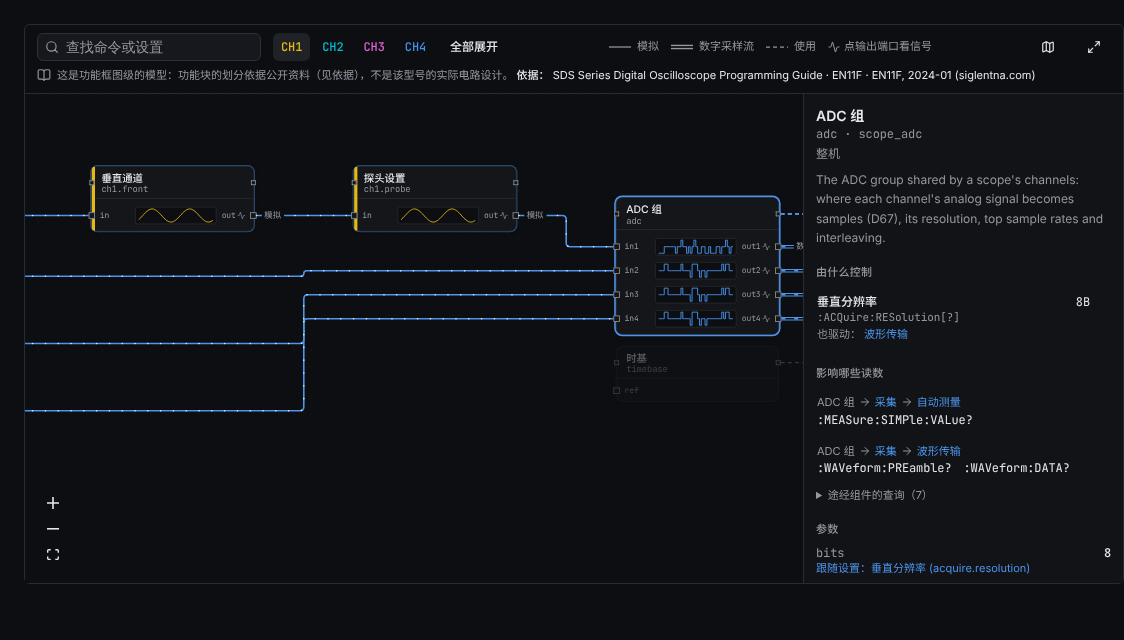 查找命令或设置
CH1 CH2 CH3 CH4 全部展开
模拟 数字采样流 使用 点输出端口看信号
这是功能框图级的模型：功能块的划分依据公开资料（见依据），不是该型号的实际电路设计。 依据： SDS Series Digital Oscilloscope Programming Guide · EN11F · EN11F, 2024-01 (siglentna.com)
垂直通道
ch1.front
in out 模拟
探头设置
ch1.probe
in out 模拟
ADC 组
adc
in1 out1 数
in2 out2
in3 out3
in4 out4
时基
timebase
ref
ADC 组
adc · scope_adc
整机
The ADC group shared by a scope's channels:
where each channel's analog signal becomes
samples (D67), its resolution, top sample rates and
interleaving.
由什么控制
垂直分辨率 8B
:ACQuire:RESolution[?]
也驱动： 波形传输
影响哪些读数
ADC 组 → 采集 → 自动测量
:MEASure:SIMPle:VALue?
ADC 组 → 采集 → 波形传输
:WAVeform:PREamble? :WAVeform:DATA?
▶ 途经组件的查询（7）
参数
bits 8
跟随设置：垂直分辨率 (acquire.resolution)